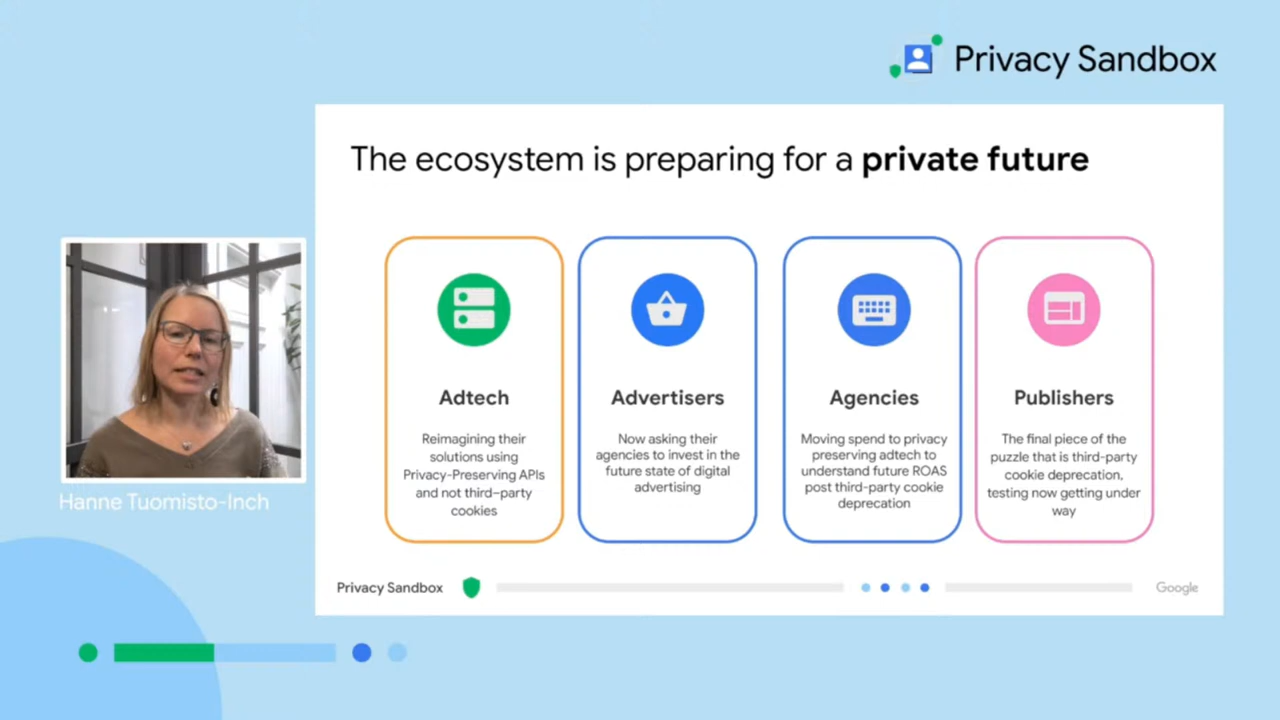 Privacy Sandbox
The ecosystem is preparing for a private future
Adtech
Reimagining their
solutions using
Privacy-Preserving APIs
and not third-party
cookies
Advertisers
Now asking their
agencies to invest in the
future state of digital
advertising
Agencies
Moving spend to privacy
preserving adtech to
understand future ROAS
post third-party cookie
deprecation
Publishers
The final piece of the
puzzle that is third-party
cookie deprecation,
testing now getting under
way
Hanne Tuomisto-Inch
Privacy Sandbox
Google